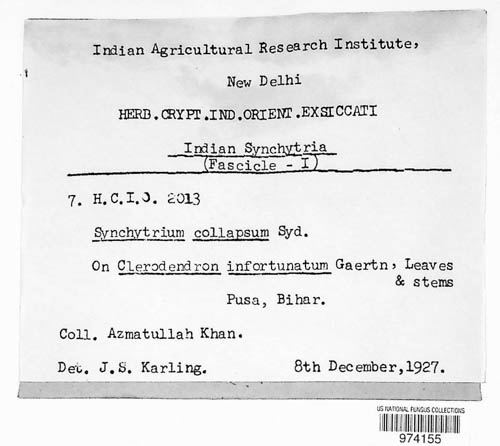 Indian Agricultural Research Institute,
New Delhi
HERB.CRYPT.IND.ORIENT.EXSICCATI
Indian Synchytria
(Fascicle - I)
7. H.C.I.O. 2013
Synchytrium collapsum Syd.
On Clerodendron infortunatum Gaertn, Leaves
& stems
Pusa, Bihar.
Coll. Azmatullah Khan.
Det. J.S. Karling. 8th December,1927.
US NATIONAL FUNGUS COLLECTIONS
974155